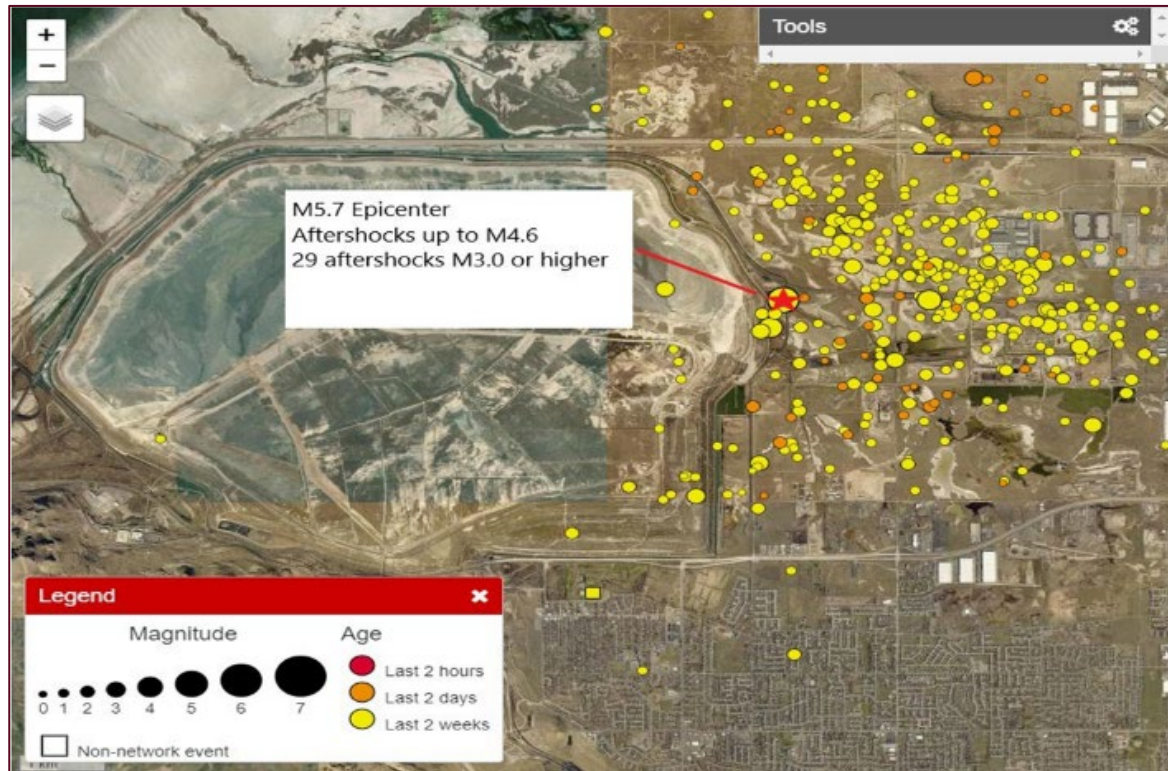 +
Tools
−
M5.7 Epicenter
Aftershocks up to M4.6
29 aftershocks M3.0 or higher
Legend
Magnitude
Age
0 1 2 3 4 5 6 7
Last 2 hours
Last 2 days
Last 2 weeks
Non-network event
1 km